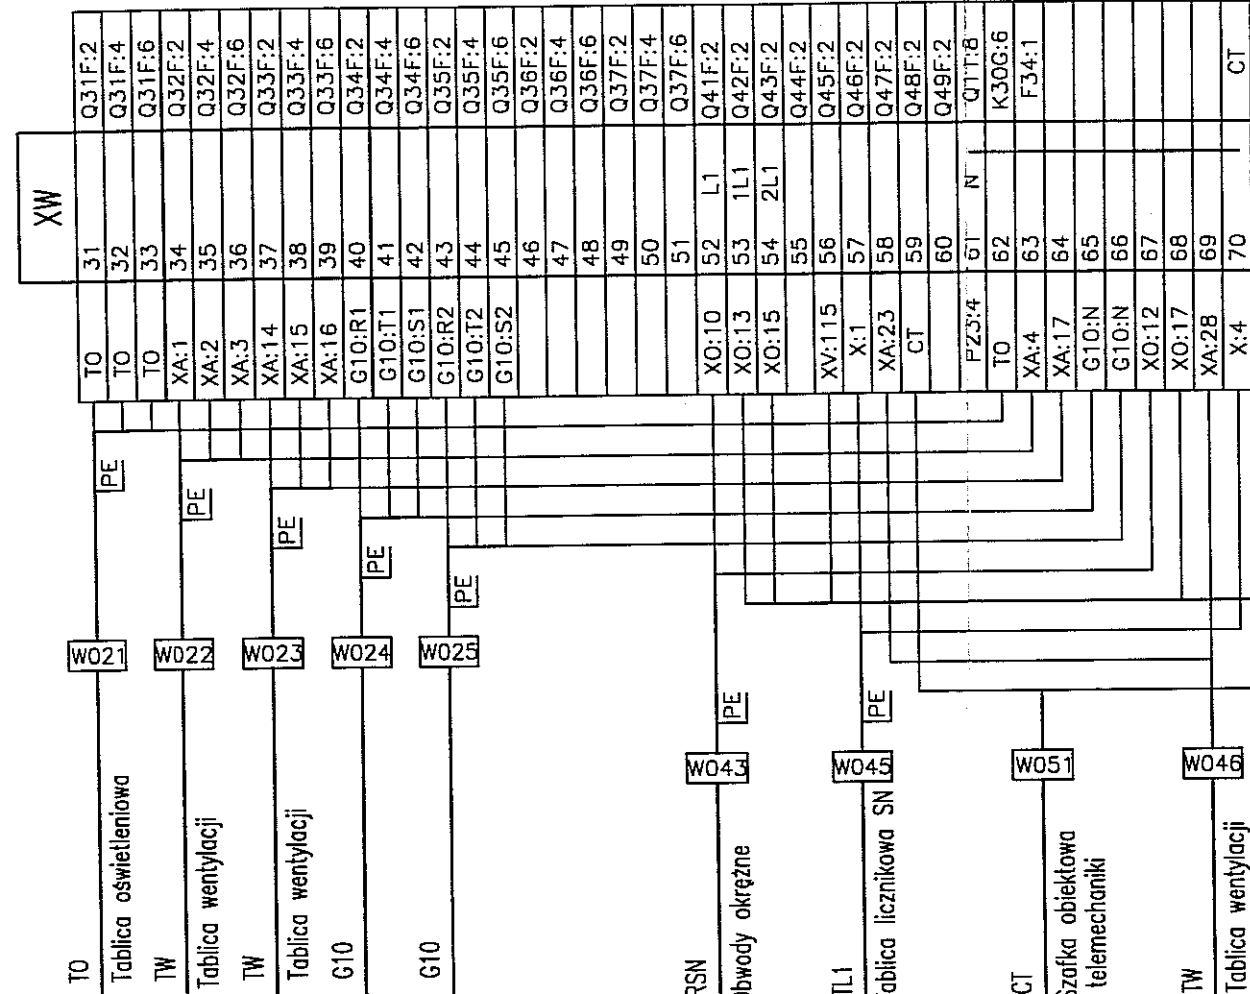 XW
TO 31 Q31F:2
TO 32 Q31F:4
TO 33 Q31F:6
XA:1 34 Q32F:2
XA:2 35 Q32F:4
XA:3 36 Q32F:6
XA:14 37 Q33F:2
XA:15 38 Q33F:4
XA:16 39 Q33F:6
G10:R1 40 Q34F:2
G10:T1 41 Q34F:4
G10:S1 42 Q34F:6
G10:R2 43 Q35F:2
G10:T2 44 Q35F:4
G10:S2 45 Q35F:6
46 Q36F:2
47 Q36F:4
48 Q36F:6
49 Q37F:2
50 Q37F:4
51 Q37F:6
XO:10 52 L1 Q41F:2
XO:13 53 1L1 Q42F:2
XO:15 54 2L1 Q43F:2
55 Q44F:2
XV:115 56 Q45F:2
X:1 57 Q46F:2
XA:23 58 Q47F:2
CT 59 Q48F:2
60 Q49F:2
P23:4 61 N Q1T:8
TO 62 K30G:6
XA:4 63 F34:1
XA:17 64
G10:N 65
G10:N 66
XO:12 67
XO:17 68
XA:28 69
X:4 70 CT
PE
PE
PE
PE
PE
PE
PE
W021
W022
W023
W024
W025
W043
W045
W051
W046
TO
Tablica oświetleniowa
TW
Tablica wentylacji
TW
Tablica wentylacji
G10
G10
RSN
Obwody okrężne
TL1
Tablica licznikowa SN
CT
Szafka obiektowa
telemechaniki
TW
Tablica wentylacji